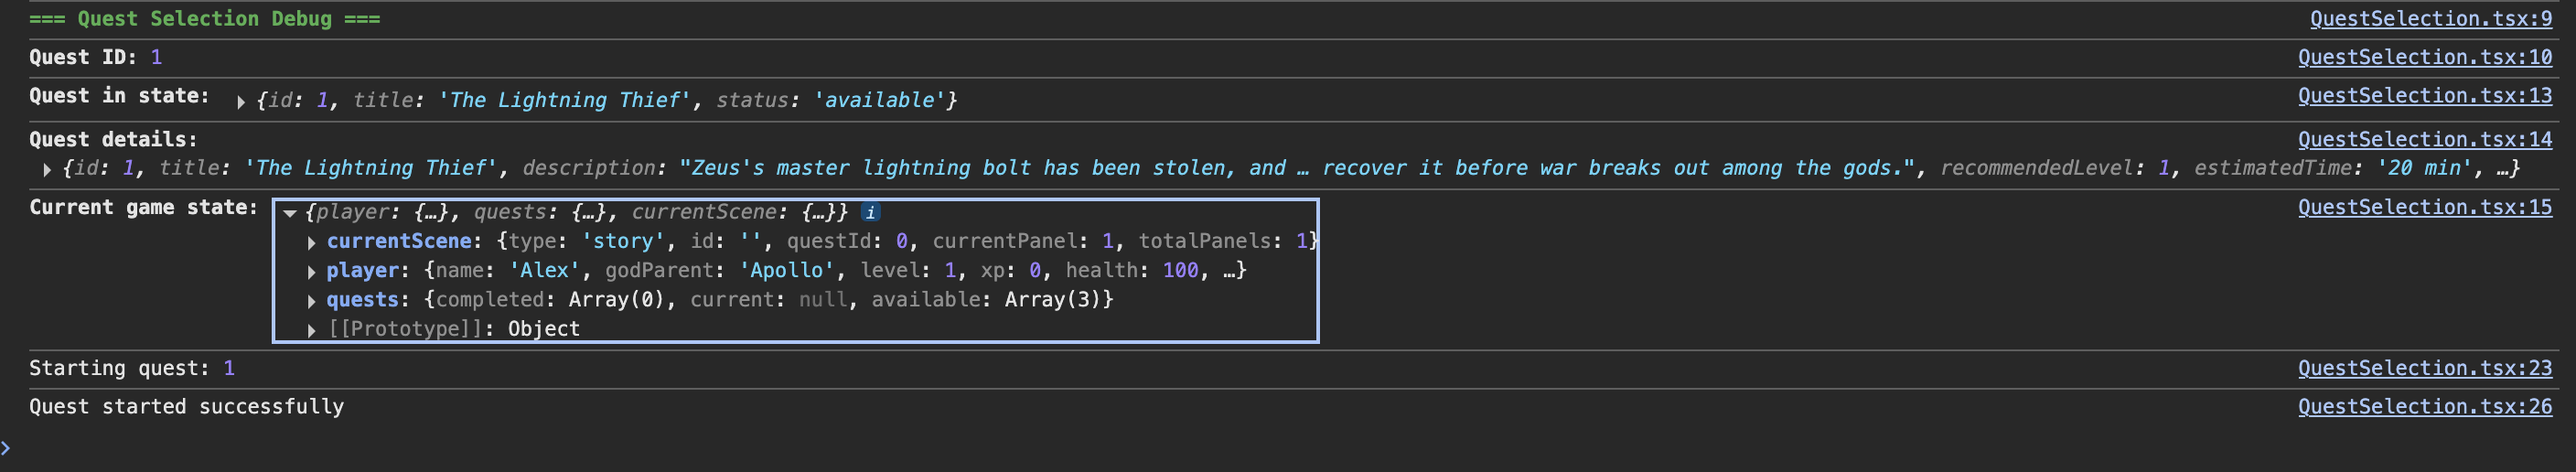 === Quest Selection Debug === QuestSelection.tsx:9
Quest ID: 1 QuestSelection.tsx:10
Quest in state: ▶ {id: 1, title: 'The Lightning Thief', status: 'available'} QuestSelection.tsx:13
Quest details: QuestSelection.tsx:14
▶ {id: 1, title: 'The Lightning Thief', description: "Zeus's master lightning bolt has been stolen, and … recover it before war breaks out among the gods.", recommendedLevel: 1, estimatedTime: '20 min', …}
Current game state: ▼ {player: {…}, quests: {…}, currentScene: {…}} i QuestSelection.tsx:15
▶ currentScene: {type: 'story', id: '', questId: 0, currentPanel: 1, totalPanels: 1}
▶ player: {name: 'Alex', godParent: 'Apollo', level: 1, xp: 0, health: 100, …}
▶ quests: {completed: Array(0), current: null, available: Array(3)}
▶ [[Prototype]]: Object
Starting quest: 1 QuestSelection.tsx:23
Quest started successfully QuestSelection.tsx:26
>